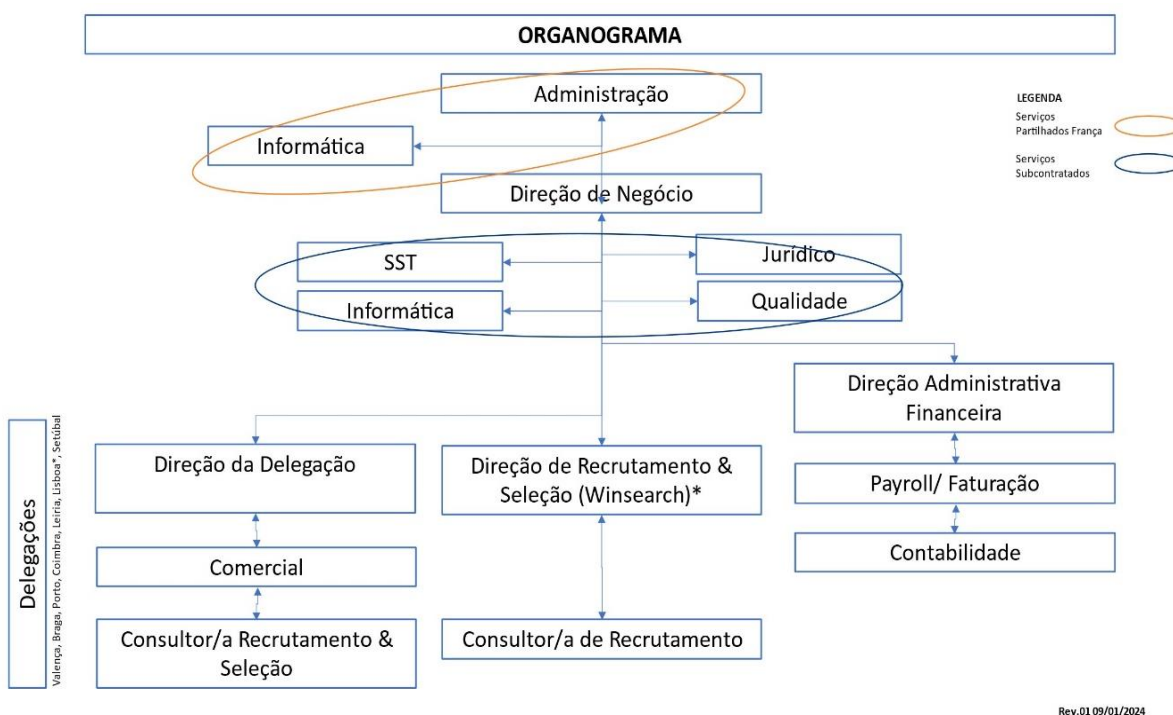 ORGANOGRAMA
Administração
LEGENDA
Serviços
Partilhados França
Serviços
Subcontratados
Informática
Direção de Negócio
SST
Jurídico
Informática
Qualidade
Direção Administrativa
Financeira
Delegações
Valença, Braga, Porto, Coimbra, Leiria, Lisboa*, Setúbal
Direção da Delegação
Direção de Recrutamento &
Seleção (Winsearch)*
Payroll/ Faturação
Comercial
Contabilidade
Consultor/a Recrutamento &
Seleção
Consultor/a de Recrutamento
Rev.01 09/01/2024